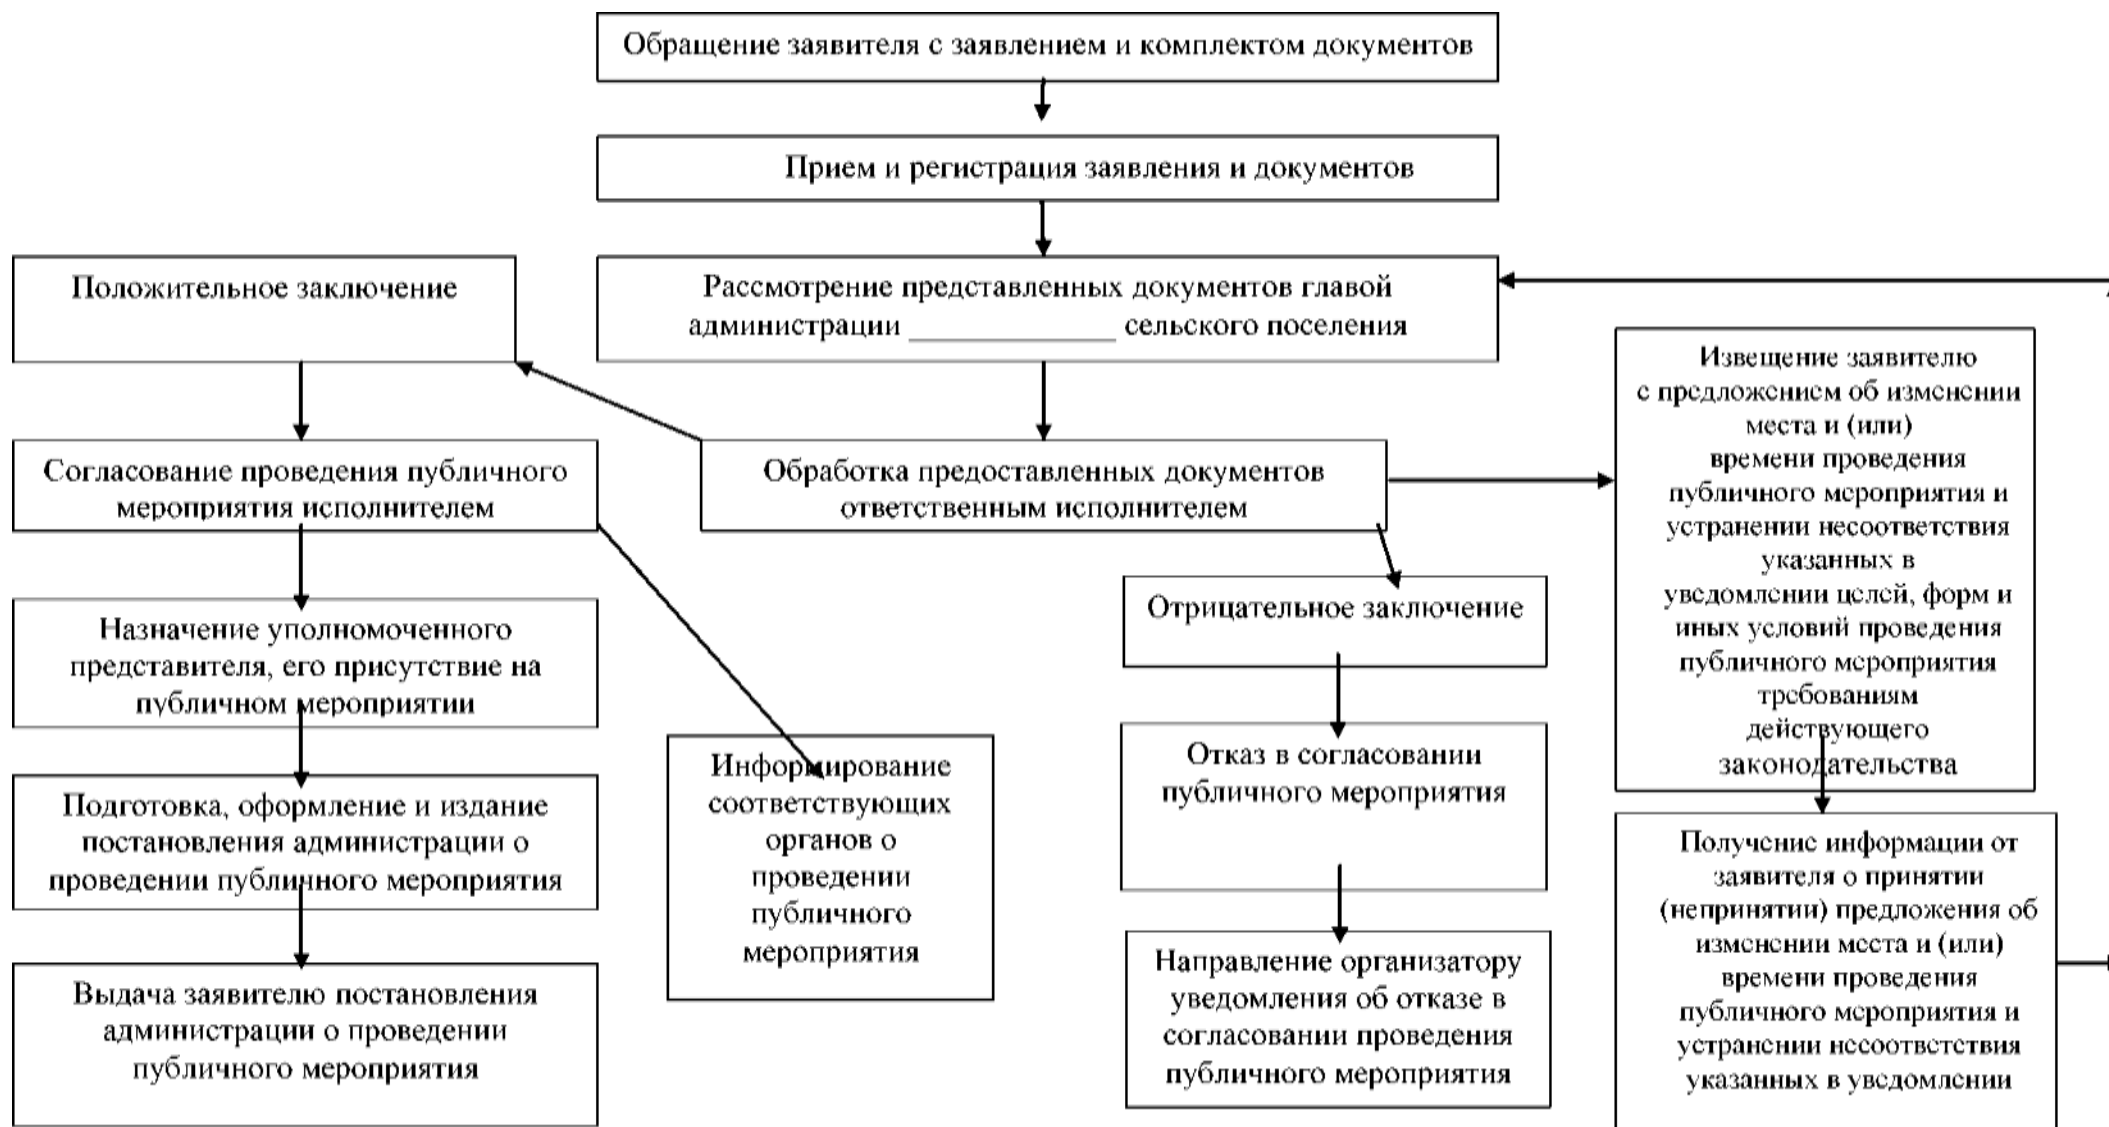 Обращение заявителя с заявлением и комплектом документов
Прием и регистрация заявления и документов
Положительное заключение
Рассмотрение представленных документов главой
администрации _______________ сельского поселения
Извещение заявителю
с предложением об изменении
места и (или)
времени проведения
публичного мероприятия и
устранении несоответствия
указанных в
уведомлении целей, форм и
иных условий проведения
публичного мероприятия
требованиям
действующего
законодательства
Согласование проведения публичного
мероприятия исполнителем
Обработка предоставленных документов
ответственным исполнителем
Отрицательное заключение
Назначение уполномоченного
представителя, его присутствие на
публичном мероприятии
Информирование
соответствующих
органов о
проведении
публичного
мероприятия
Отказ в согласовании
публичного мероприятия
Подготовка, оформление и издание
постановления администрации о
проведении публичного мероприятия
Получение информации от
заявителя о принятии
(непринятии) предложения об
изменении места и (или)
времени проведения
публичного мероприятия и
устранении несоответствия
указанных в уведомлении
Выдача заявителю постановления
администрации о проведении
публичного мероприятия
Направление организатору
уведомления об отказе в
согласовании проведения
публичного мероприятия